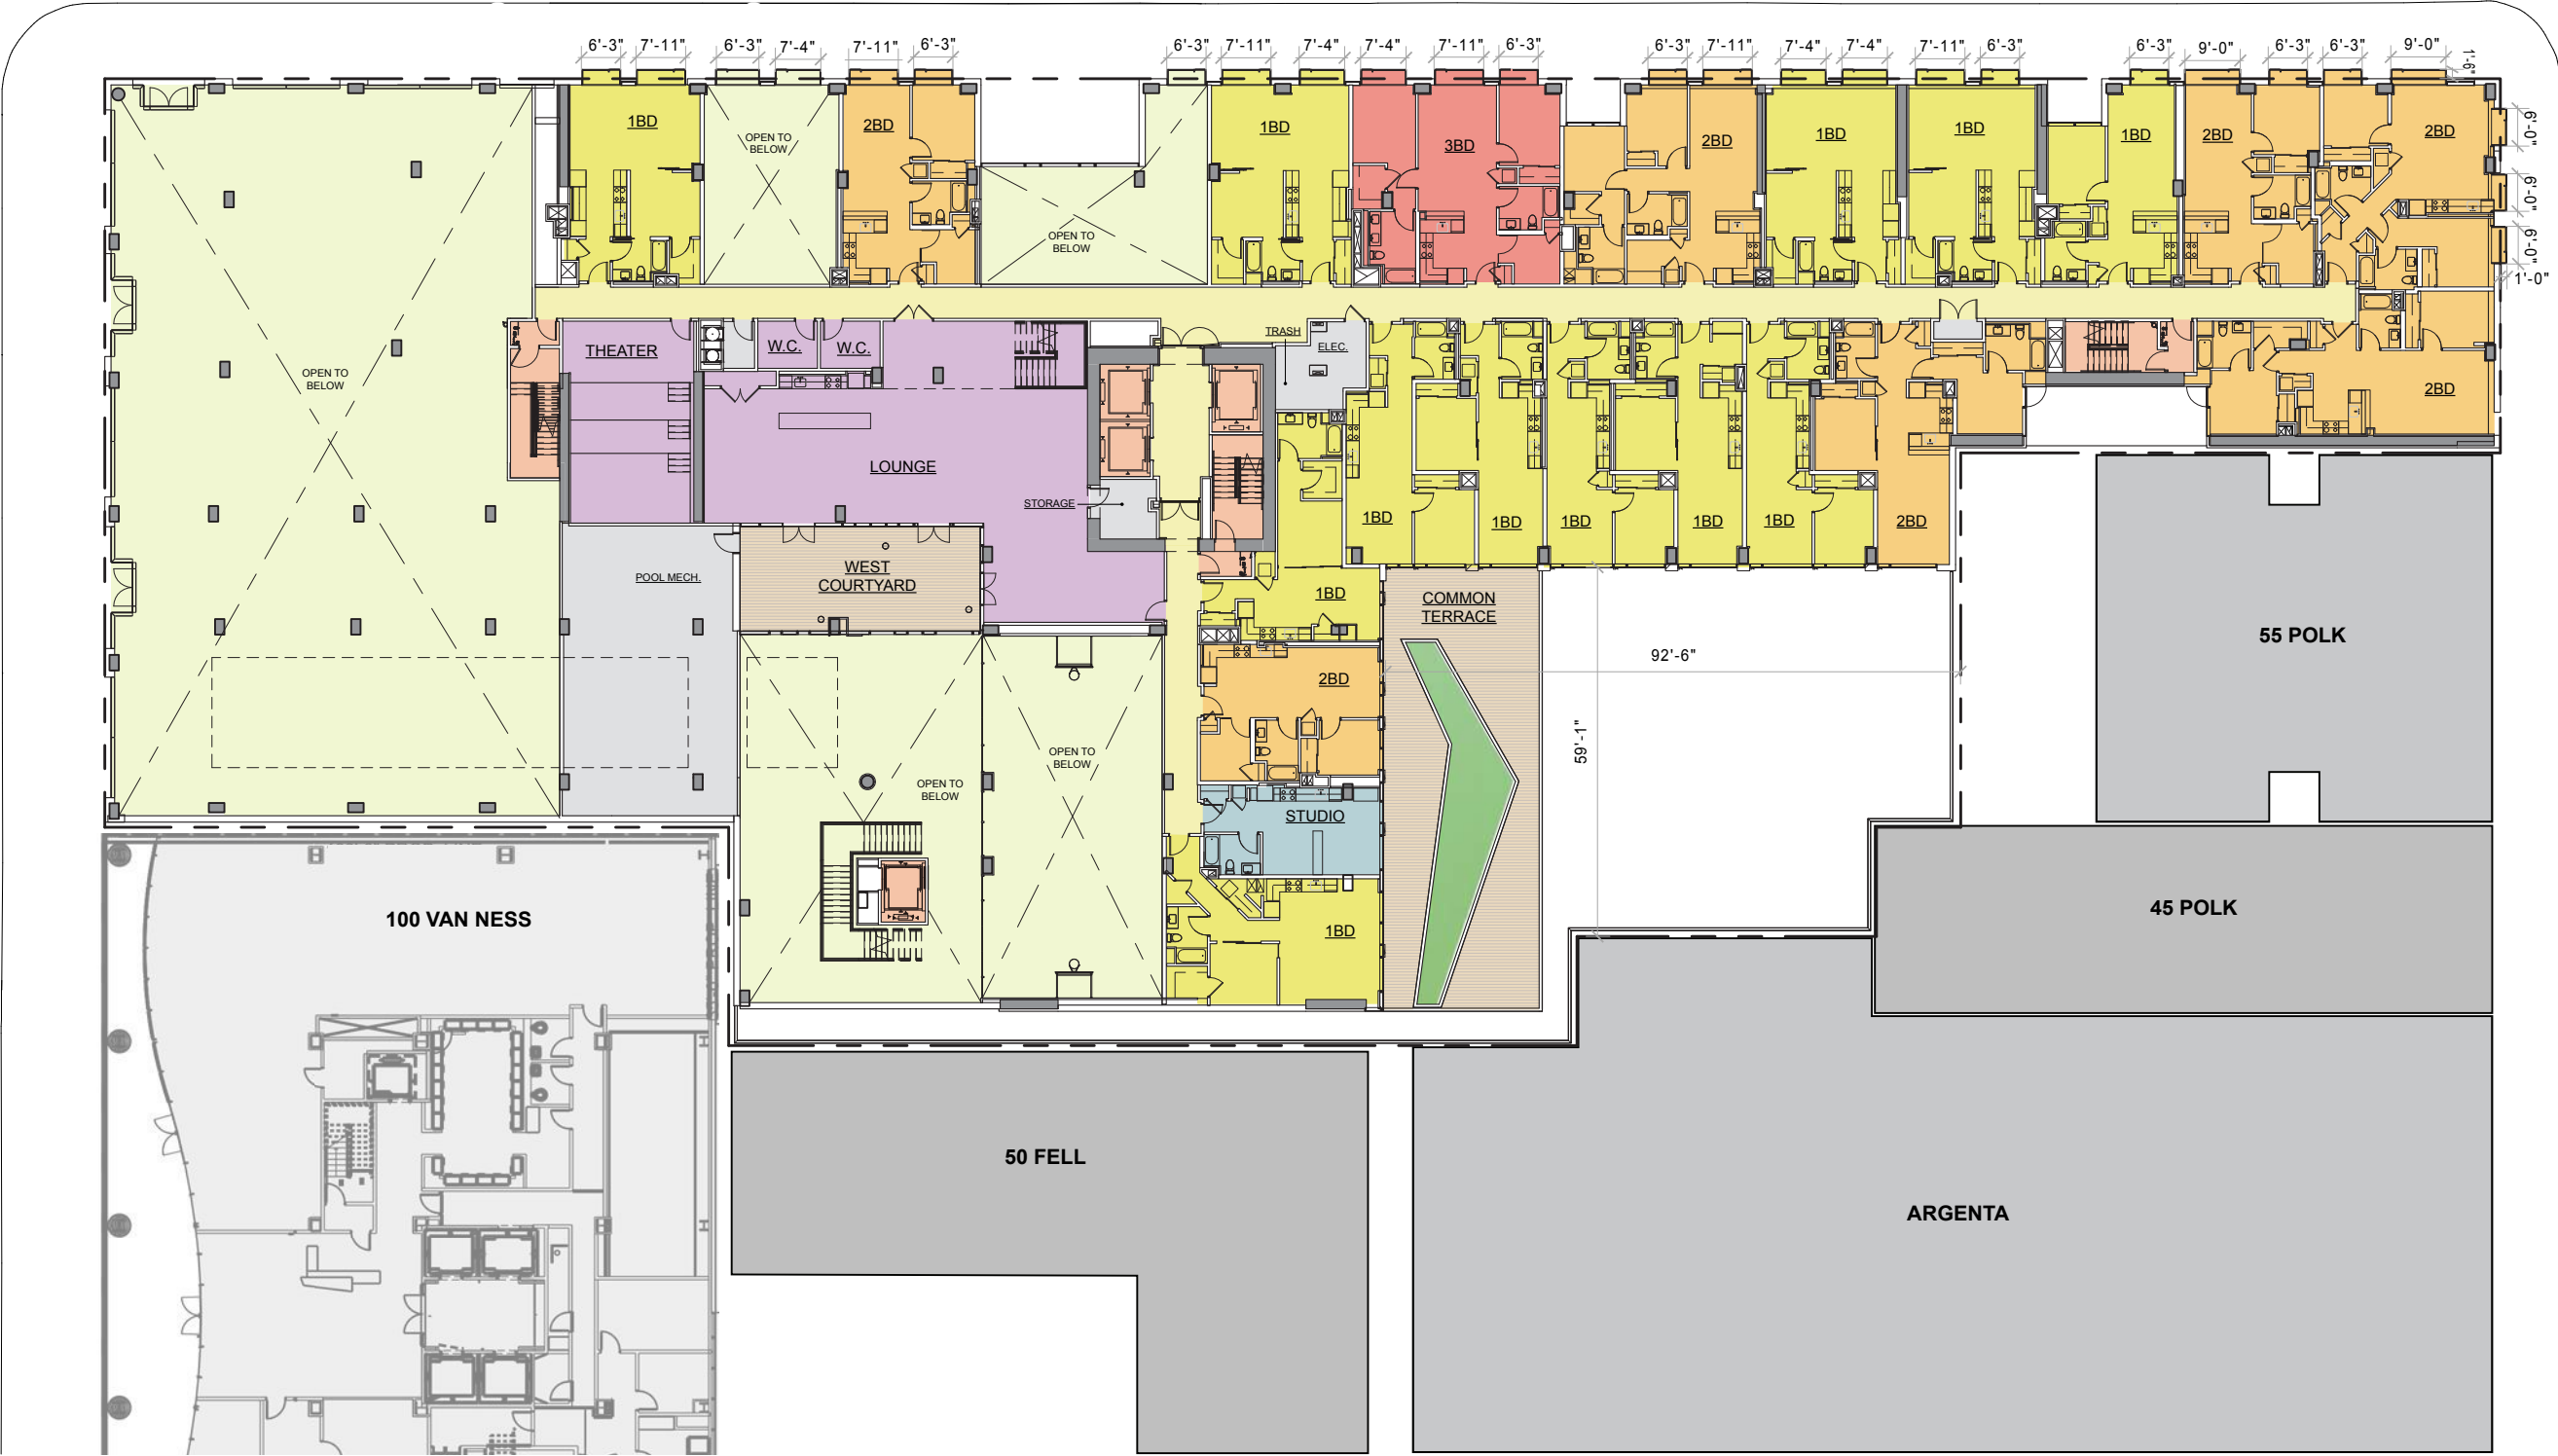 6'-3" 7'-11" 6'-3" 7'-4" 7'-11" 6'-3" 6'-3" 7'-11" 7'-4" 7'-4" 7'-11" 6'-3" 6'-3" 7'-11" 7'-4" 7'-4" 7'-11" 6'-3" 6'-3" 9'-0" 6'-3" 6'-3" 9'-0" 1'-6"
1BD
OPEN TO
BELOW
2BD
1BD
3BD
2BD
1BD
1BD
1BD
2BD
2BD
6'-0"
6'-0"
6'-0"
1'-0"
OPEN TO
BELOW
OPEN TO
BELOW
THEATER
W.C.
W.C.
TRASH
ELEC.
LOUNGE
STORAGE
2BD
1BD
1BD
1BD
1BD
1BD
2BD
POOL MECH.
WEST
COURTYARD
1BD
COMMON
TERRACE
55 POLK
92'-6"
2BD
59'-1"
OPEN TO
BELOW
OPEN TO
BELOW
STUDIO
1BD
100 VAN NESS
45 POLK
50 FELL
ARGENTA